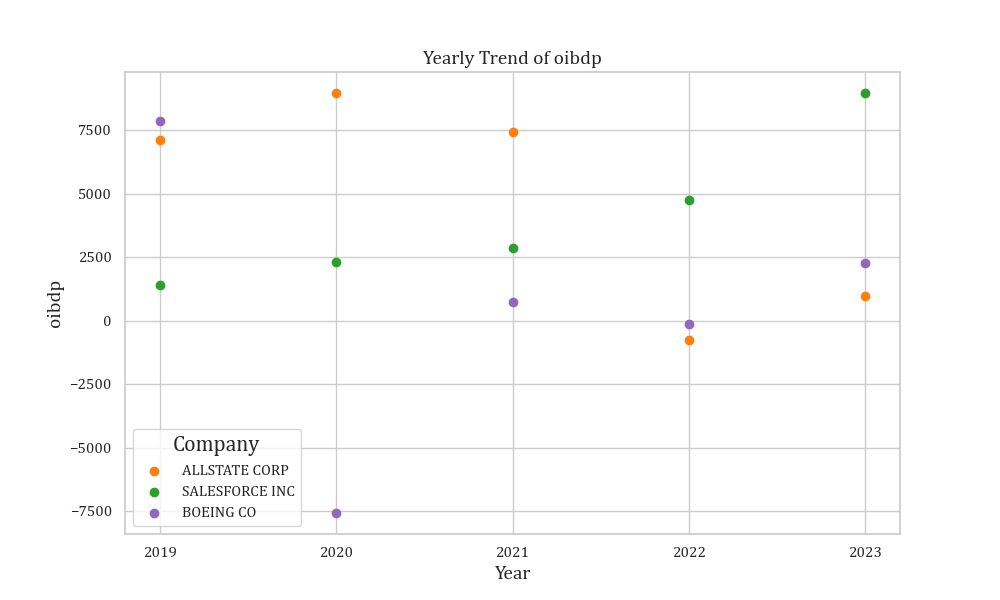 Yearly Trend of oibdp
oibdp
7500
5000
2500
0
−2500
−5000
−7500
Company
ALLSTATE CORP
SALESFORCE INC
BOEING CO
2019 2020 2021 2022 2023
Year